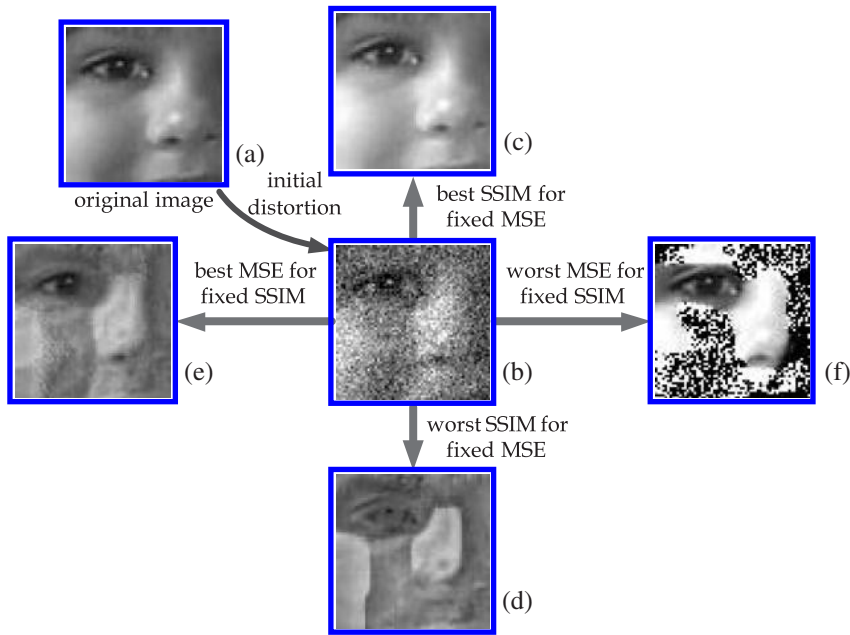 (a)
original image
initial
distortion
(c)
best SSIM for
fixed MSE
best MSE for
fixed SSIM
worst MSE for
fixed SSIM
(e)
(b)
(f)
worst SSIM for
fixed MSE
(d)